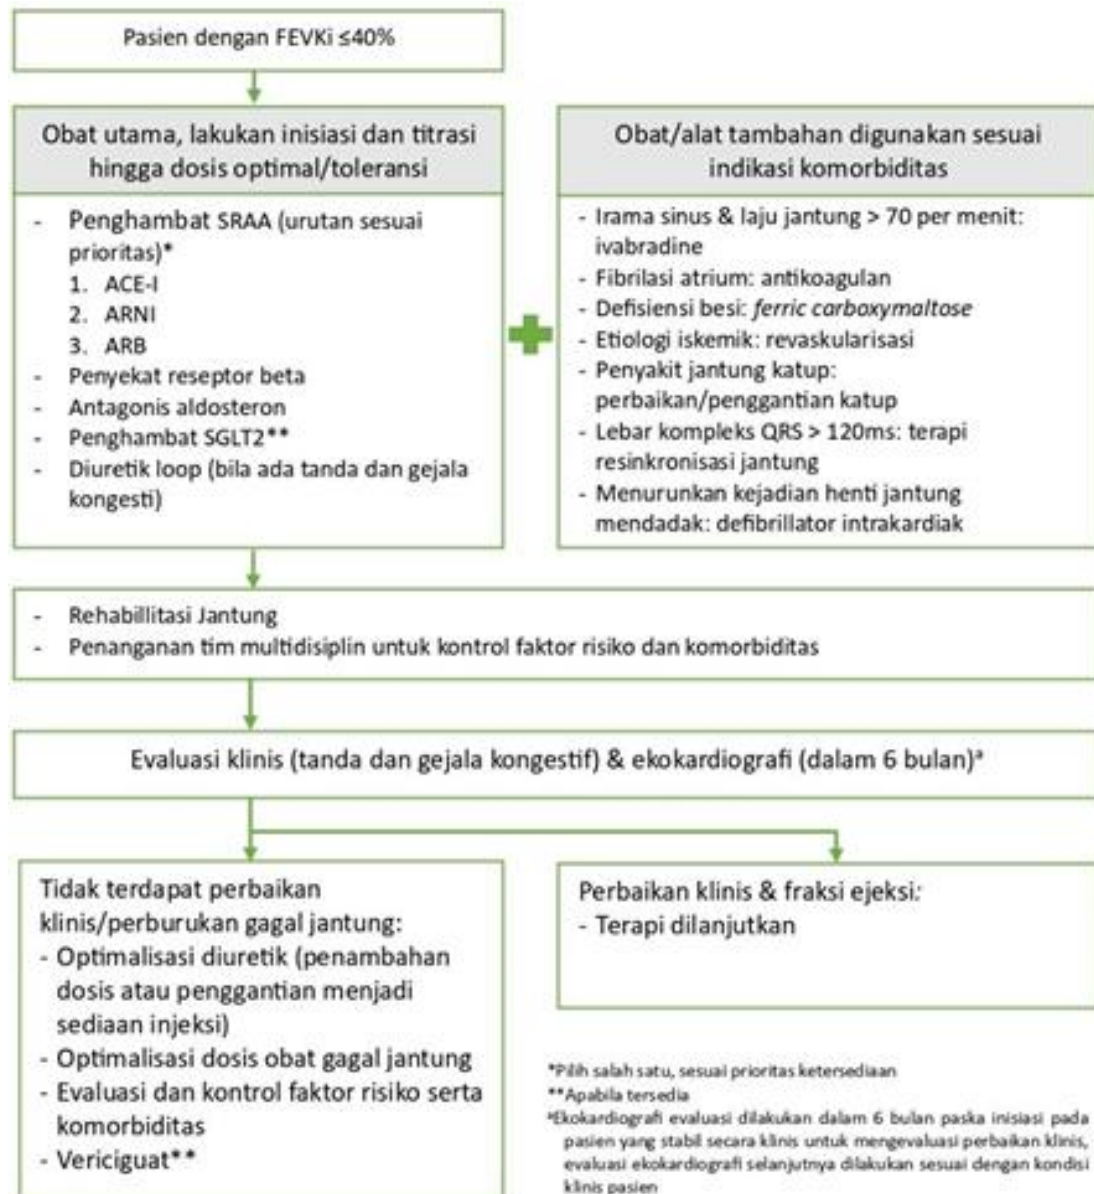 Pasien dengan FEVKi ≤40%
Obat utama, lakukan inisiasi dan titrasi
hingga dosis optimal/toleransi
- Penghambat SRAA (urutan sesuai
prioritas)*
1. ACE-I
2. ARNI
3. ARB
- Penyekat reseptor beta
- Antagonis aldosteron
- Penghambat SGLT2**
- Diuretik loop (bila ada tanda dan gejala
kongesti)
Obat/alat tambahan digunakan sesuai
indikasi komorbiditas
- Irama sinus & laju jantung > 70 per menit:
ivabradine
- Fibrilasi atrium: antikoagulan
- Defisiensi besi: ferric carboxymaltose
- Etiologi iskemik: revaskularisasi
- Penyakit jantung katup:
perbaikan/penggantian katup
- Lebar kompleks QRS > 120ms: terapi
resinkronisasi jantung
- Menurunkan kejadian henti jantung
mendadak: defibrillator intrakardiak
- Rehabillitasi Jantung
- Penanganan tim multidisiplin untuk kontrol faktor risiko dan komorbiditas
Evaluasi klinis (tanda dan gejala kongestif) & ekokardiografi (dalam 6 bulan)ᵃ
Tidak terdapat perbaikan
klinis/perburukan gagal jantung:
- Optimalisasi diuretik (penambahan
dosis atau penggantian menjadi
sediaan injeksi)
- Optimalisasi dosis obat gagal jantung
- Evaluasi dan kontrol faktor risiko serta
komorbiditas
- Vericiguat**
Perbaikan klinis & fraksi ejeksi:
- Terapi dilanjutkan
*Pilih salah satu, sesuai prioritas ketersediaan
**Apabila tersedia
ᵃEkokardiografi evaluasi dilakukan dalam 6 bulan paska inisiasi pada
pasien yang stabil secara klinis untuk mengevaluasi perbaikan klinis,
evaluasi ekokardiografi selanjutnya dilakukan sesuai dengan kondisi
klinis pasien